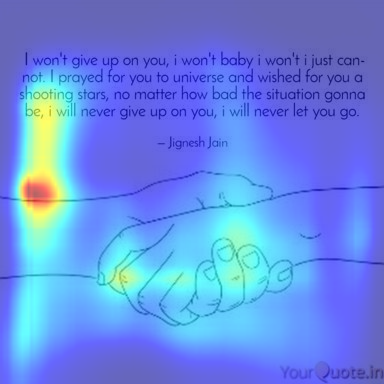 I won't give up on you, i won't baby i won't i just can-
not. I prayed for you to universe and wished for you a
shooting stars, no matter how bad the situation gonna
be, i will never give up on you, i will never let you go.
– Jignesh Jain
YourQuote.in